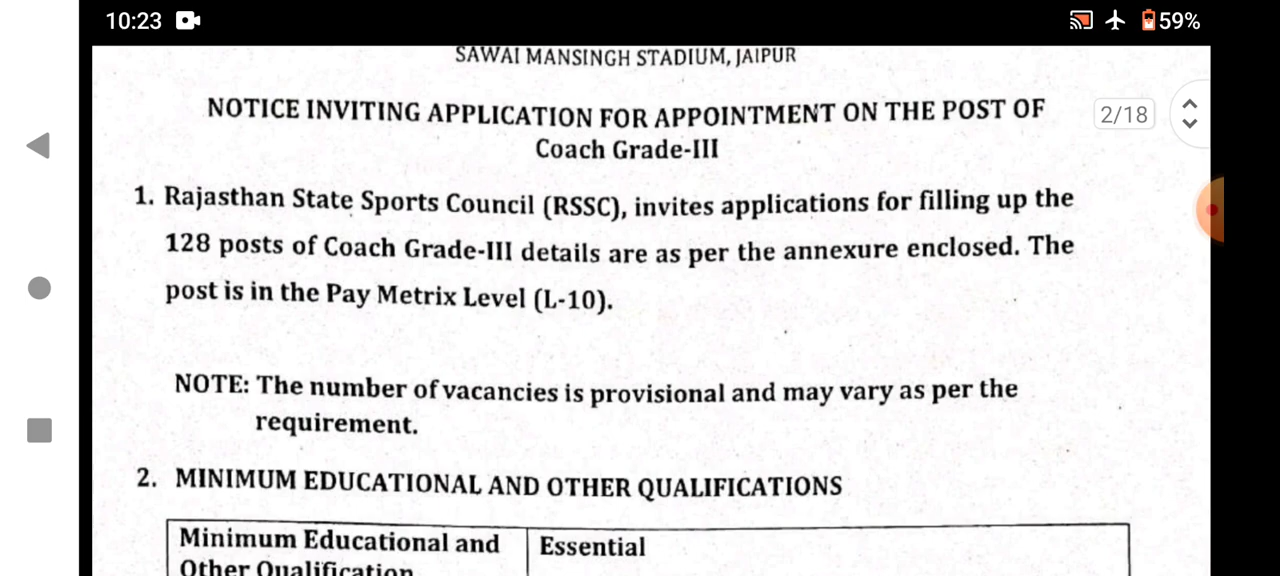 10:23
59%
SAWAI MANSINGH STADIUM, JAIPUR
NOTICE INVITING APPLICATION FOR APPOINTMENT ON THE POST OF
Coach Grade-III
2/18
1. Rajasthan State Sports Council (RSSC), invites applications for filling up the
128 posts of Coach Grade-III details are as per the annexure enclosed. The
post is in the Pay Metrix Level (L-10).
NOTE: The number of vacancies is provisional and may vary as per the
requirement.
2. MINIMUM EDUCATIONAL AND OTHER QUALIFICATIONS
Minimum Educational and
Other Qualification
Essential